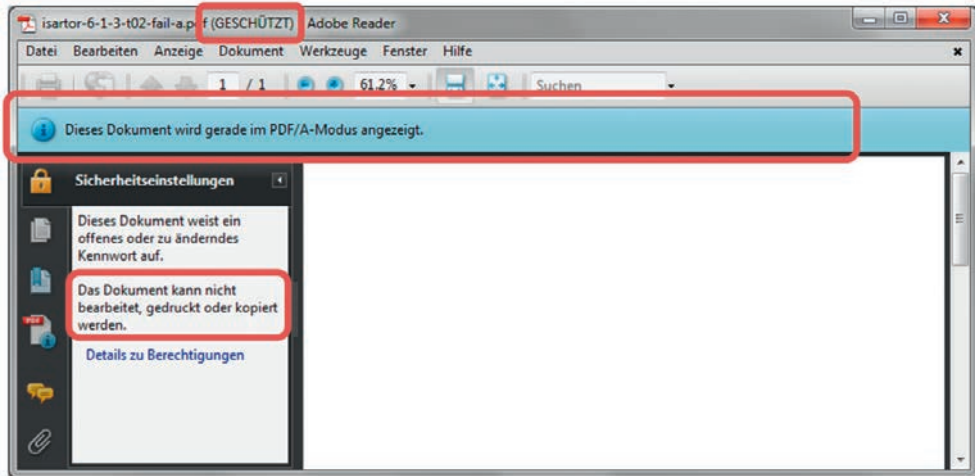 isartor-6-1-3-t02-fail-a.pdf (GESCHÜTZT) Adobe Reader
Datei Bearbeiten Anzeige Dokument Werkzeuge Fenster Hilfe
1 / 1 61.2% Suchen
Dieses Dokument wird gerade im PDF/A-Modus angezeigt.
Sicherheitseinstellungen
Dieses Dokument weist ein
offenes oder zu änderndes
Kennwort auf.
Das Dokument kann nicht
bearbeitet, gedruckt oder kopiert
werden.
Details zu Berechtigungen